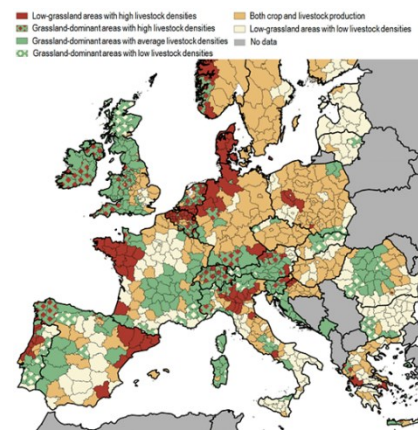 Low-grassland areas with high livestock densities
Grassland-dominant areas with high livestock densities
Grassland-dominant areas with average livestock densities
Grassland-dominant areas with low livestock densities
Both crop and livestock production
Low-grassland areas with low livestock densities
No data